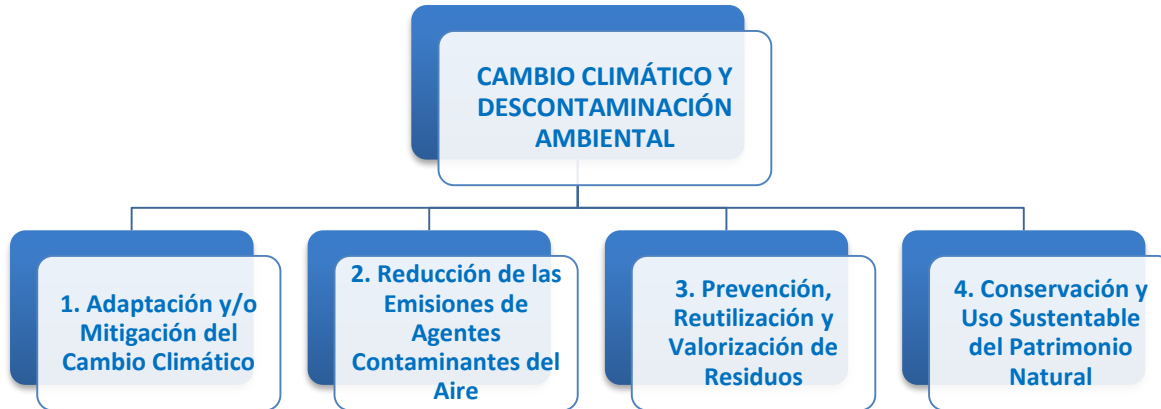 CAMBIO CLIMÁTICO Y
DESCONTAMINACIÓN
AMBIENTAL
1. Adaptación y/o
Mitigación del
Cambio Climático
2. Reducción de las
Emisiones de
Agentes
Contaminantes del
Aire
3. Prevención,
Reutilización y
Valorización de
Residuos
4. Conservación y
Uso Sustentable
del Patrimonio
Natural